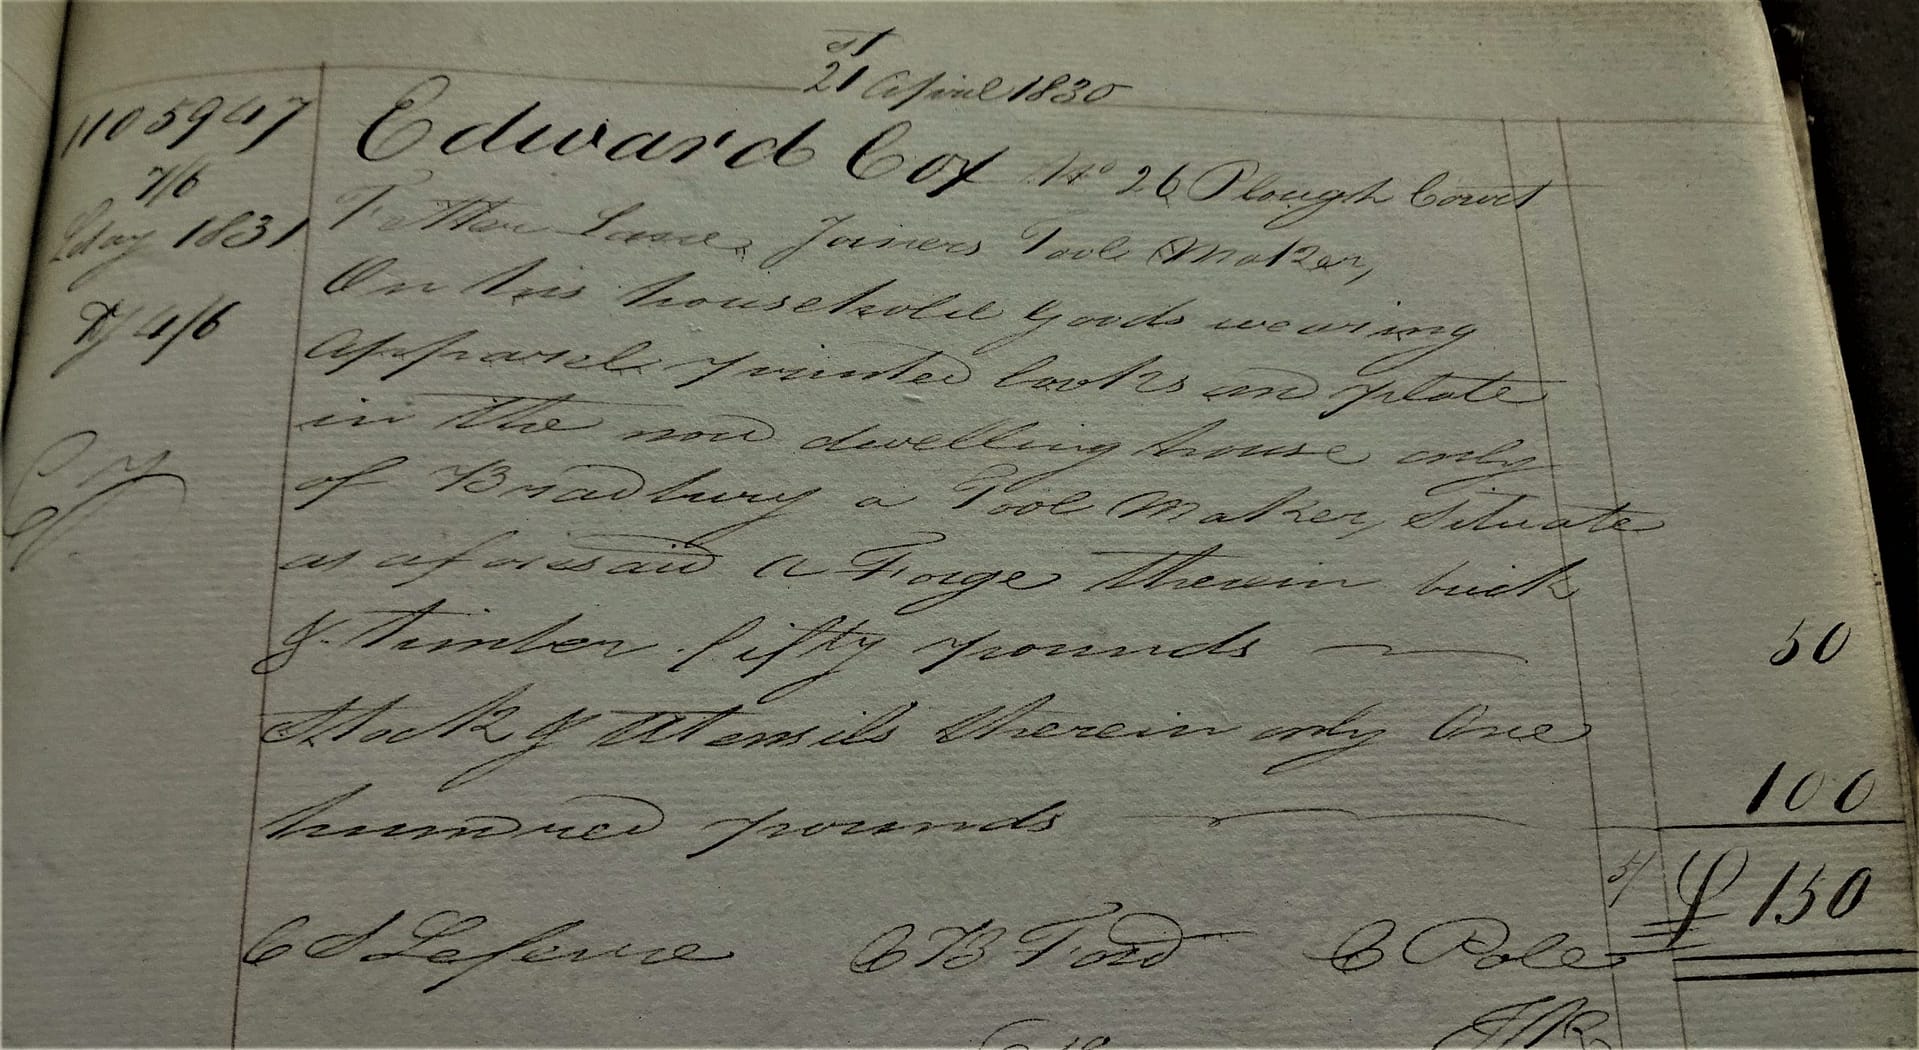 21st April 1830
1105947
Edward Cox No 26 Plough Court
7/6
Fetter Lane, Joiners Tool Maker,
Lday 1831
On his household goods wearing
Dy 4/6
Apparel printed books and plate
in the now dwelling house only
of Bradbury a Tool Maker, Situate
as aforesaid a Forge therein brick
& timber fifty pounds — 50
Stock & Utensils therein only One
hundred pounds — 100
5/ £ 150
C S Lefevre C B Ford C Pole